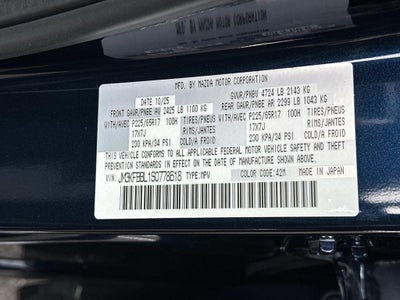 MFD. BY MAZDA MOTOR CORPORATION
DATE 10/25 GVWR/PNBV 4724 LB 2143 KG
FRONT GAWR/PNBE AV 2425 LB 1100 KG REAR GAWR/PNBE AR 2299 LB 1043 KG
WITH/AVEC P225/65R17 100H TIRES/PNEUS WITH/AVEC P225/65R17 100H TIRES/PNEUS
17X7J RIMS/JANTES 17X7J RIMS/JANTES
230 KPA/34 PSI COLD/A FROID 230 KPA/34 PSI COLD/A FROID
THIS VEHICLE CONFORMS TO ALL APPLICABLE FEDERAL MOTOR VEHICLE SAFETY, BUMPER, AND THEFT
PREVENTION STANDARDS IN EFFECT ON THE DATE OF MANUFACTURE SHOWN ABOVE.
VIN: TYPE:MPV COLOR CODE:42M MADE IN JAPAN